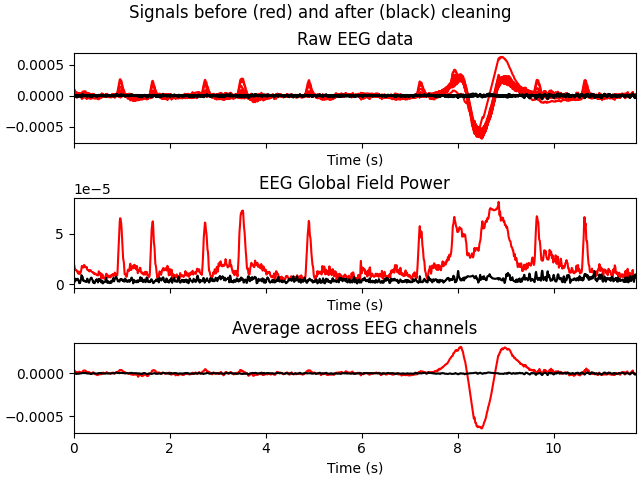 Signals before (red) and after (black) cleaning
Raw EEG data
0.0005
0.0000
−0.0005
Time (s)
EEG Global Field Power
1e−5
5
0
Time (s)
Average across EEG channels
0.0000
−0.0005
0 2 4 6 8 10
Time (s)